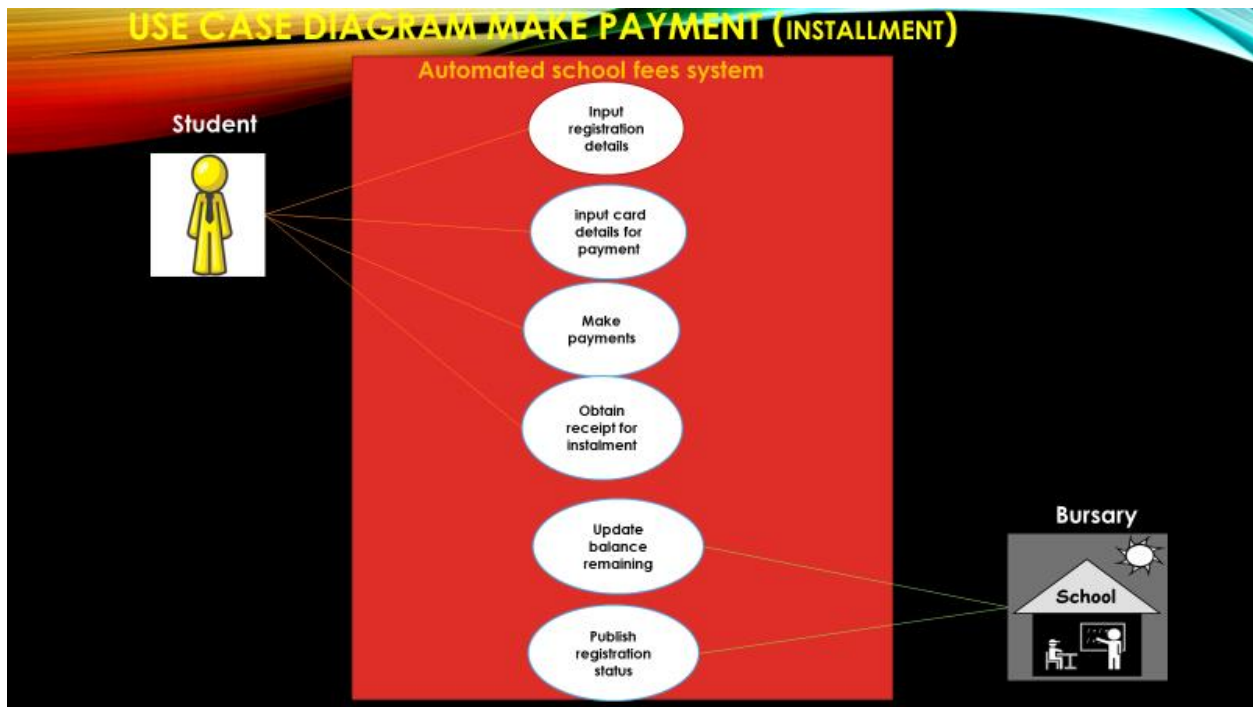 USE CASE DIAGRAM MAKE PAYMENT (INSTALLMENT)
Automated school fees system
Student
Input
registration
details
input card
details for
payment
Make
payments
Obtain
receipt for
instalment
Update
balance
remaining
Publish
registration
status
Bursary
School